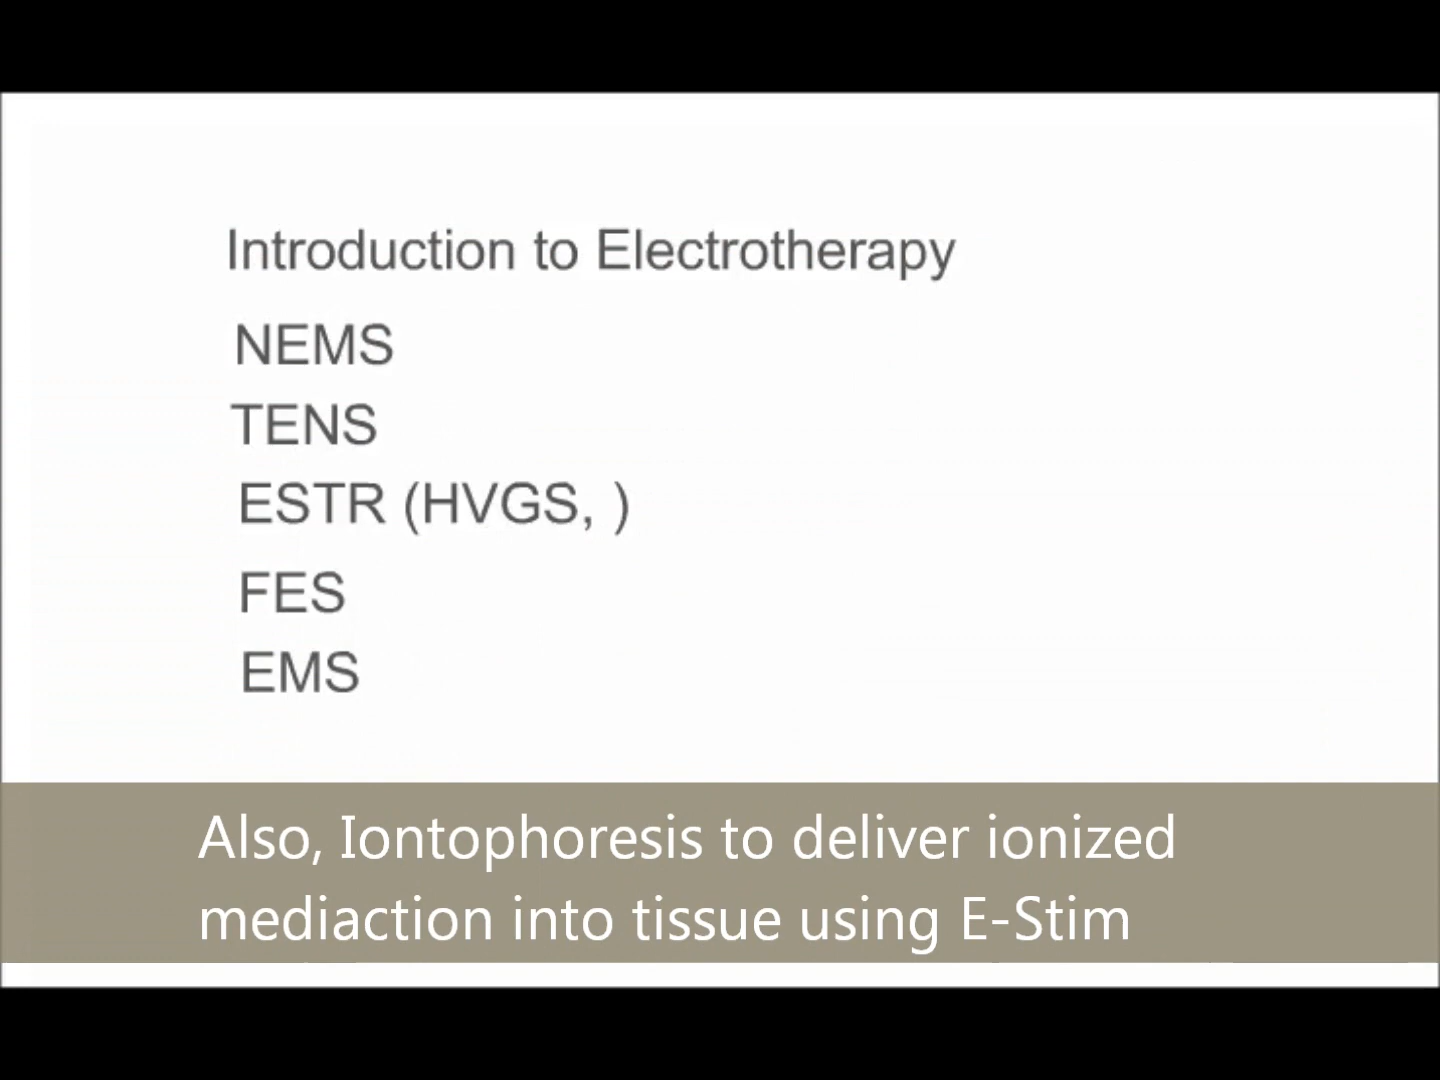 Introduction to Electrotherapy
NEMS
TENS
ESTR (HVGS, )
FES
EMS
Also, Iontophoresis to deliver ionized
mediaction into tissue using E-Stim